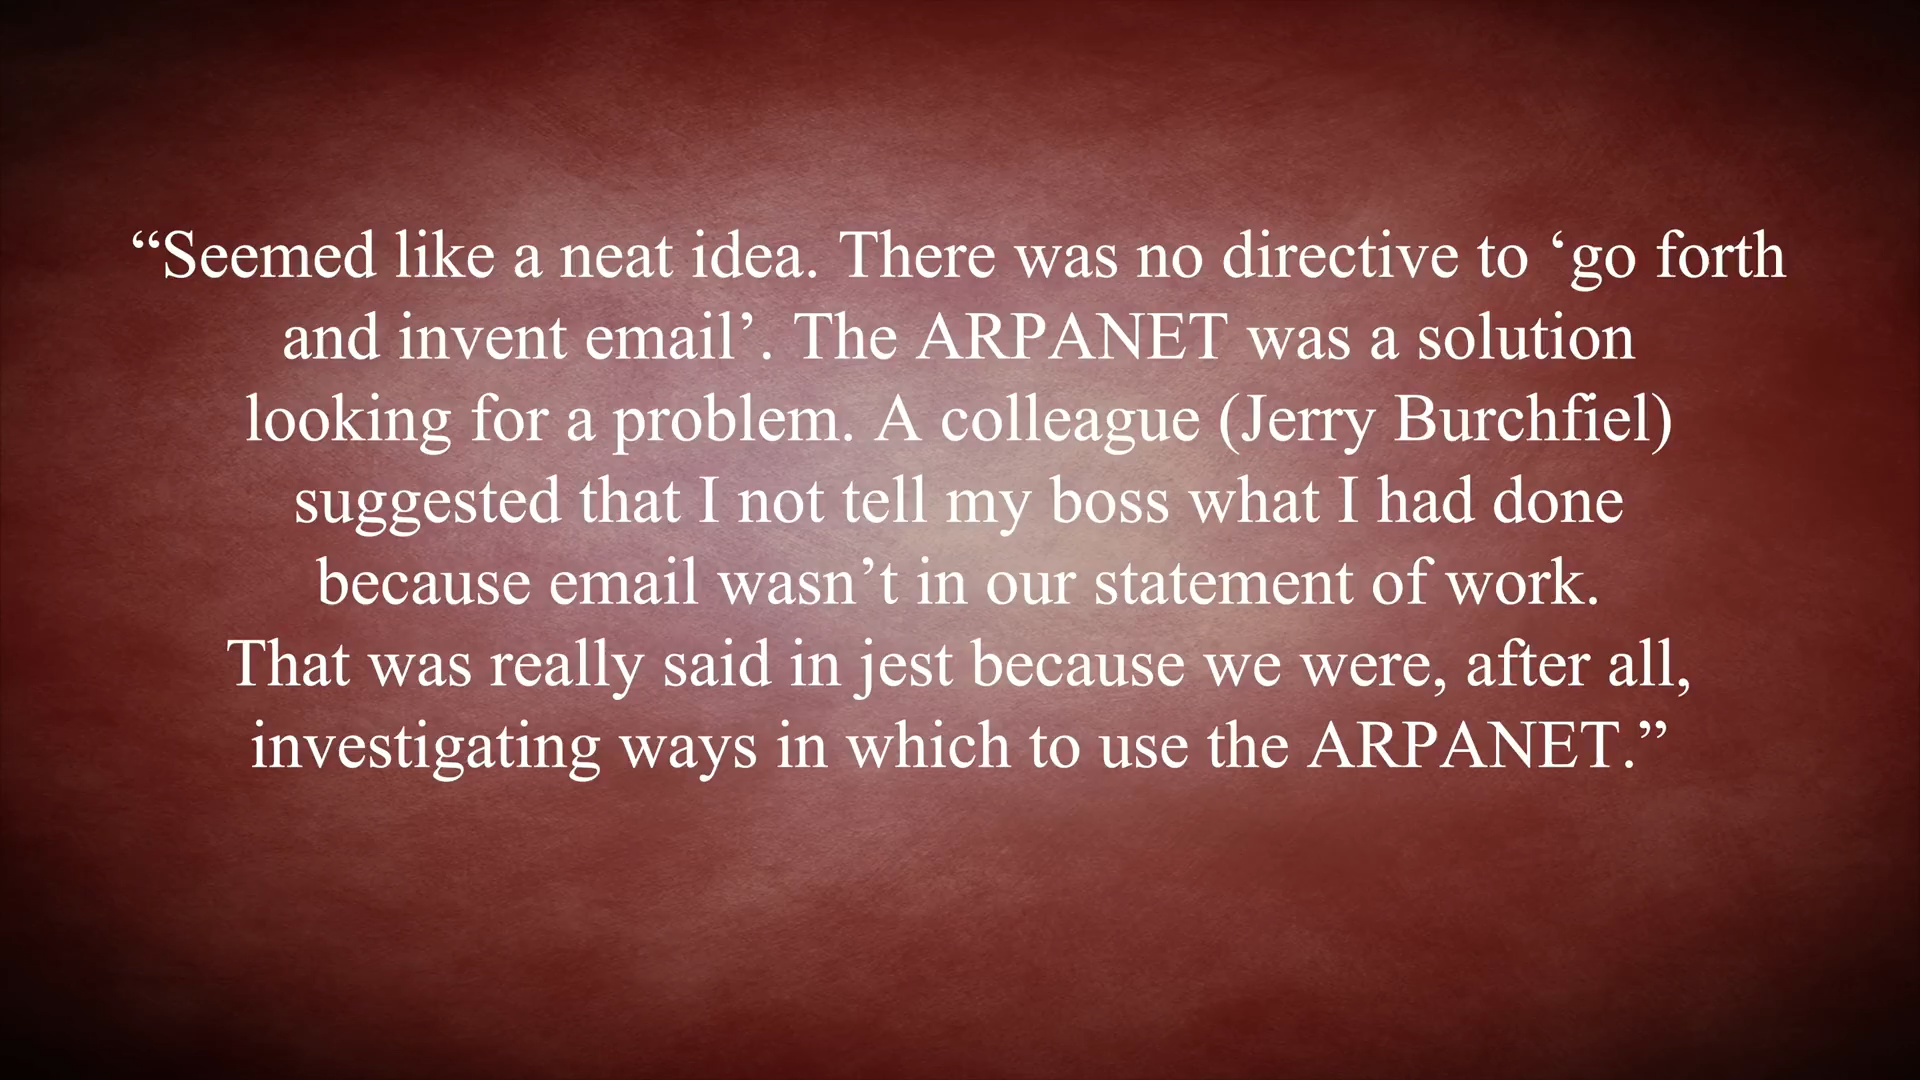 “Seemed like a neat idea. There was no directive to ‘go forth
and invent email’. The ARPANET was a solution
looking for a problem. A colleague (Jerry Burchfiel)
suggested that I not tell my boss what I had done
because email wasn’t in our statement of work.
That was really said in jest because we were, after all,
investigating ways in which to use the ARPANET.”